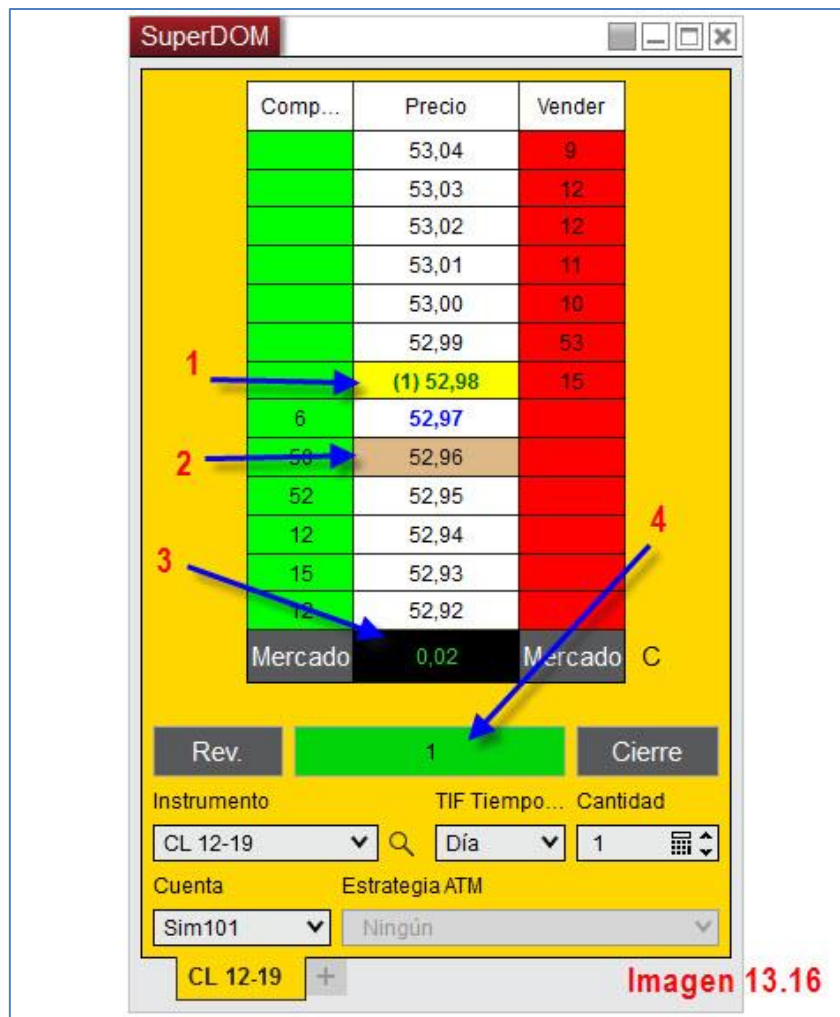 SuperDOM
Comp... Precio Vender
53,04 9
53,03 12
53,02 12
53,01 11
53,00 10
52,99 53
1 (1) 52,98 15
6 52,97
2 52,96
52 52,95
12 52,94 4
3 15 52,93
12 52,92
Mercado 0,02 Mercado C
Rev. 1 Cierre
Instrumento TIF Tiempo... Cantidad
CL 12-19 Día 1
Cuenta Estrategia ATM
Sim101 Ningún
CL 12-19 + Imagen 13.16